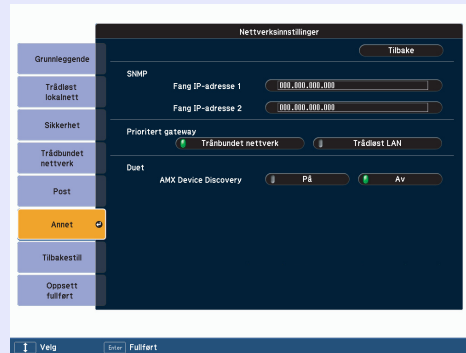 Nettverksinnstillinger
Tilbake
Grunnleggende
Trådløst
lokalnett
Sikkerhet
Trådbundet
nettverk
Post
Annet
Tilbakestill
Oppsett
fullført
SNMP
Fang IP-adresse 1 000.000.000.000
Fang IP-adresse 2 000.000.000.000
Prioritert gateway
Trånbundet nettverk Trådløst LAN
Duet
AMX Device Discovery På Av
Velg Enter Fullført